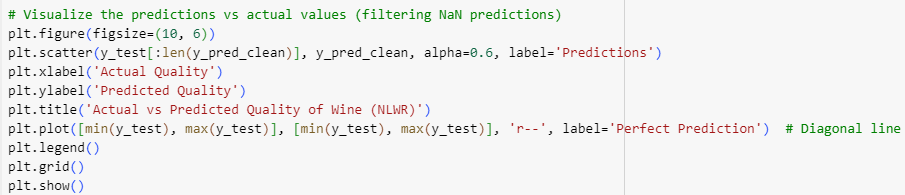 # Visualize the predictions vs actual values (filtering NaN predictions)
plt.figure(figsize=(10, 6))
plt.scatter(y_test[:len(y_pred_clean)], y_pred_clean, alpha=0.6, label='Predictions')
plt.xlabel('Actual Quality')
plt.ylabel('Predicted Quality')
plt.title('Actual vs Predicted Quality of Wine (NLWR)')
plt.plot([min(y_test), max(y_test)], [min(y_test), max(y_test)], 'r--', label='Perfect Prediction')  # Diagonal line
plt.legend()
plt.grid()
plt.show()